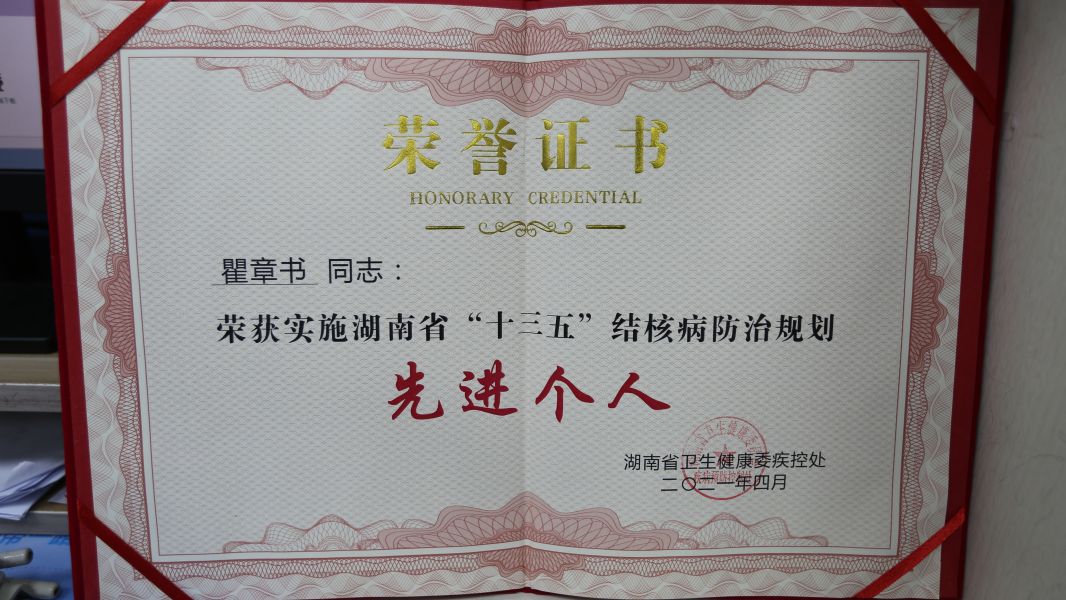 荣誉证书
HONORARY CREDENTIAL
瞿章书 同志：
荣获实施湖南省“十三五”结核病防治规划
先进个人
湖南省卫生健康委疾控处
二〇二一年四月